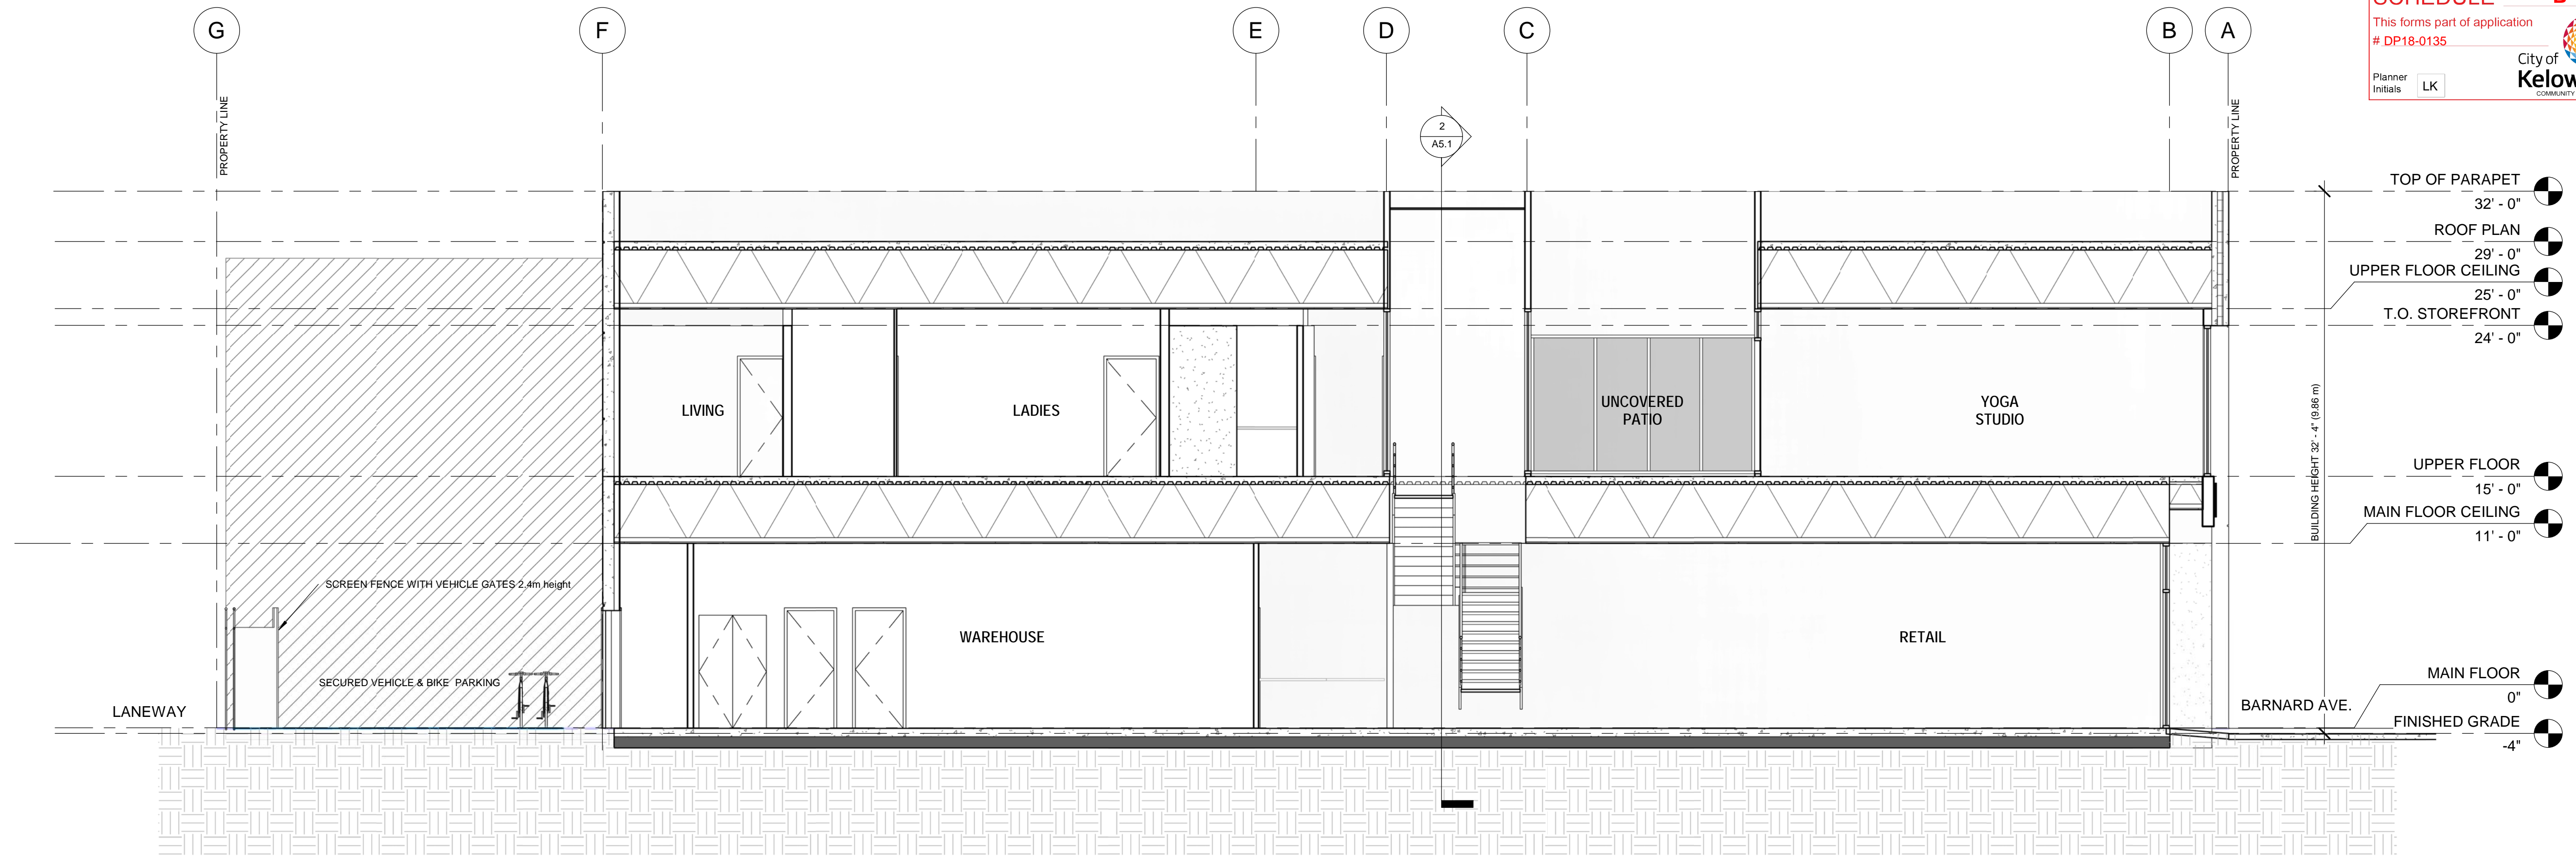 G
F
E
D
C
B
A
This forms part of application
# DP18-0135
City of
Planner
Initials
LK
COMMUNITY
PROPERTY LINE
PROPERTY LINE
2
A5.1
TOP OF PARAPET
32' - 0"
ROOF PLAN
29' - 0"
UPPER FLOOR CEILING
25' - 0"
T.O. STOREFRONT
24' - 0"
LIVING
LADIES
UNCOVERED
PATIO
YOGA
STUDIO
BUILDING HEIGHT 32' - 4" (9.86 m)
UPPER FLOOR
15' - 0"
MAIN FLOOR CEILING
11' - 0"
SCREEN FENCE WITH VEHICLE GATES 2.4m height
WAREHOUSE
RETAIL
SECURED VEHICLE & BIKE PARKING
LANEWAY
BARNARD AVE.
MAIN FLOOR
0"
FINISHED GRADE
-4"